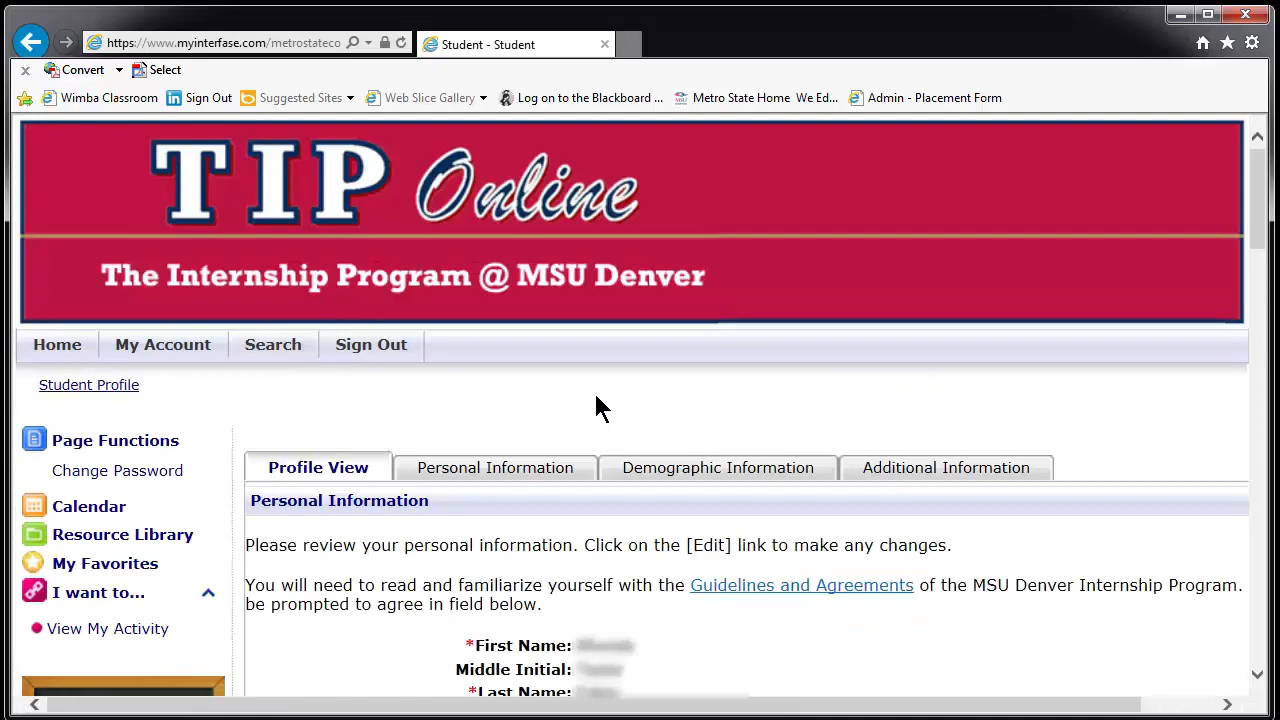 https://www.myinterfase.com/metrostateco
Student - Student
Convert Select
Wimba Classroom Sign Out Suggested Sites Web Slice Gallery Log on to the Blackboard ... Metro State Home We Ed... Admin - Placement Form
TIP Online
The Internship Program @ MSU Denver
Home My Account Search Sign Out
Student Profile
Page Functions
Change Password
Calendar
Resource Library
My Favorites
I want to...
View My Activity
Profile View Personal Information Demographic Information Additional Information
Personal Information
Please review your personal information. Click on the [Edit] link to make any changes.
You will need to read and familiarize yourself with the Guidelines and Agreements of the MSU Denver Internship Program.
be prompted to agree in field below.
*First Name:
Middle Initial:
*Last Name: